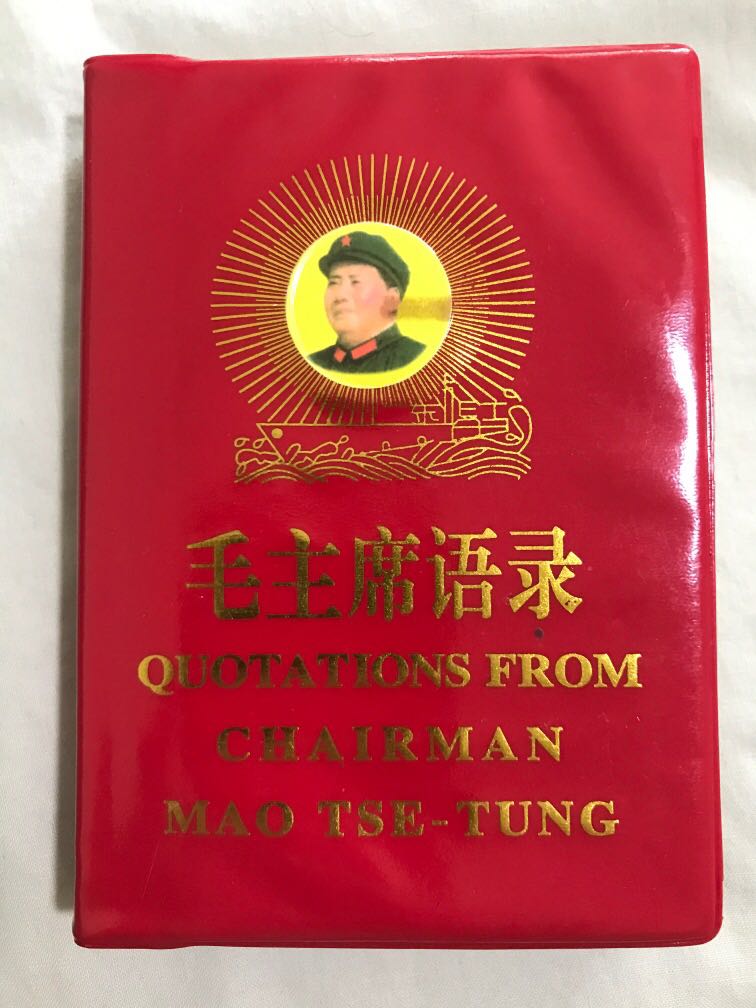 毛主席语录
QUOTATIONS FROM
CHAIRMAN
MAO TSE-TUNG